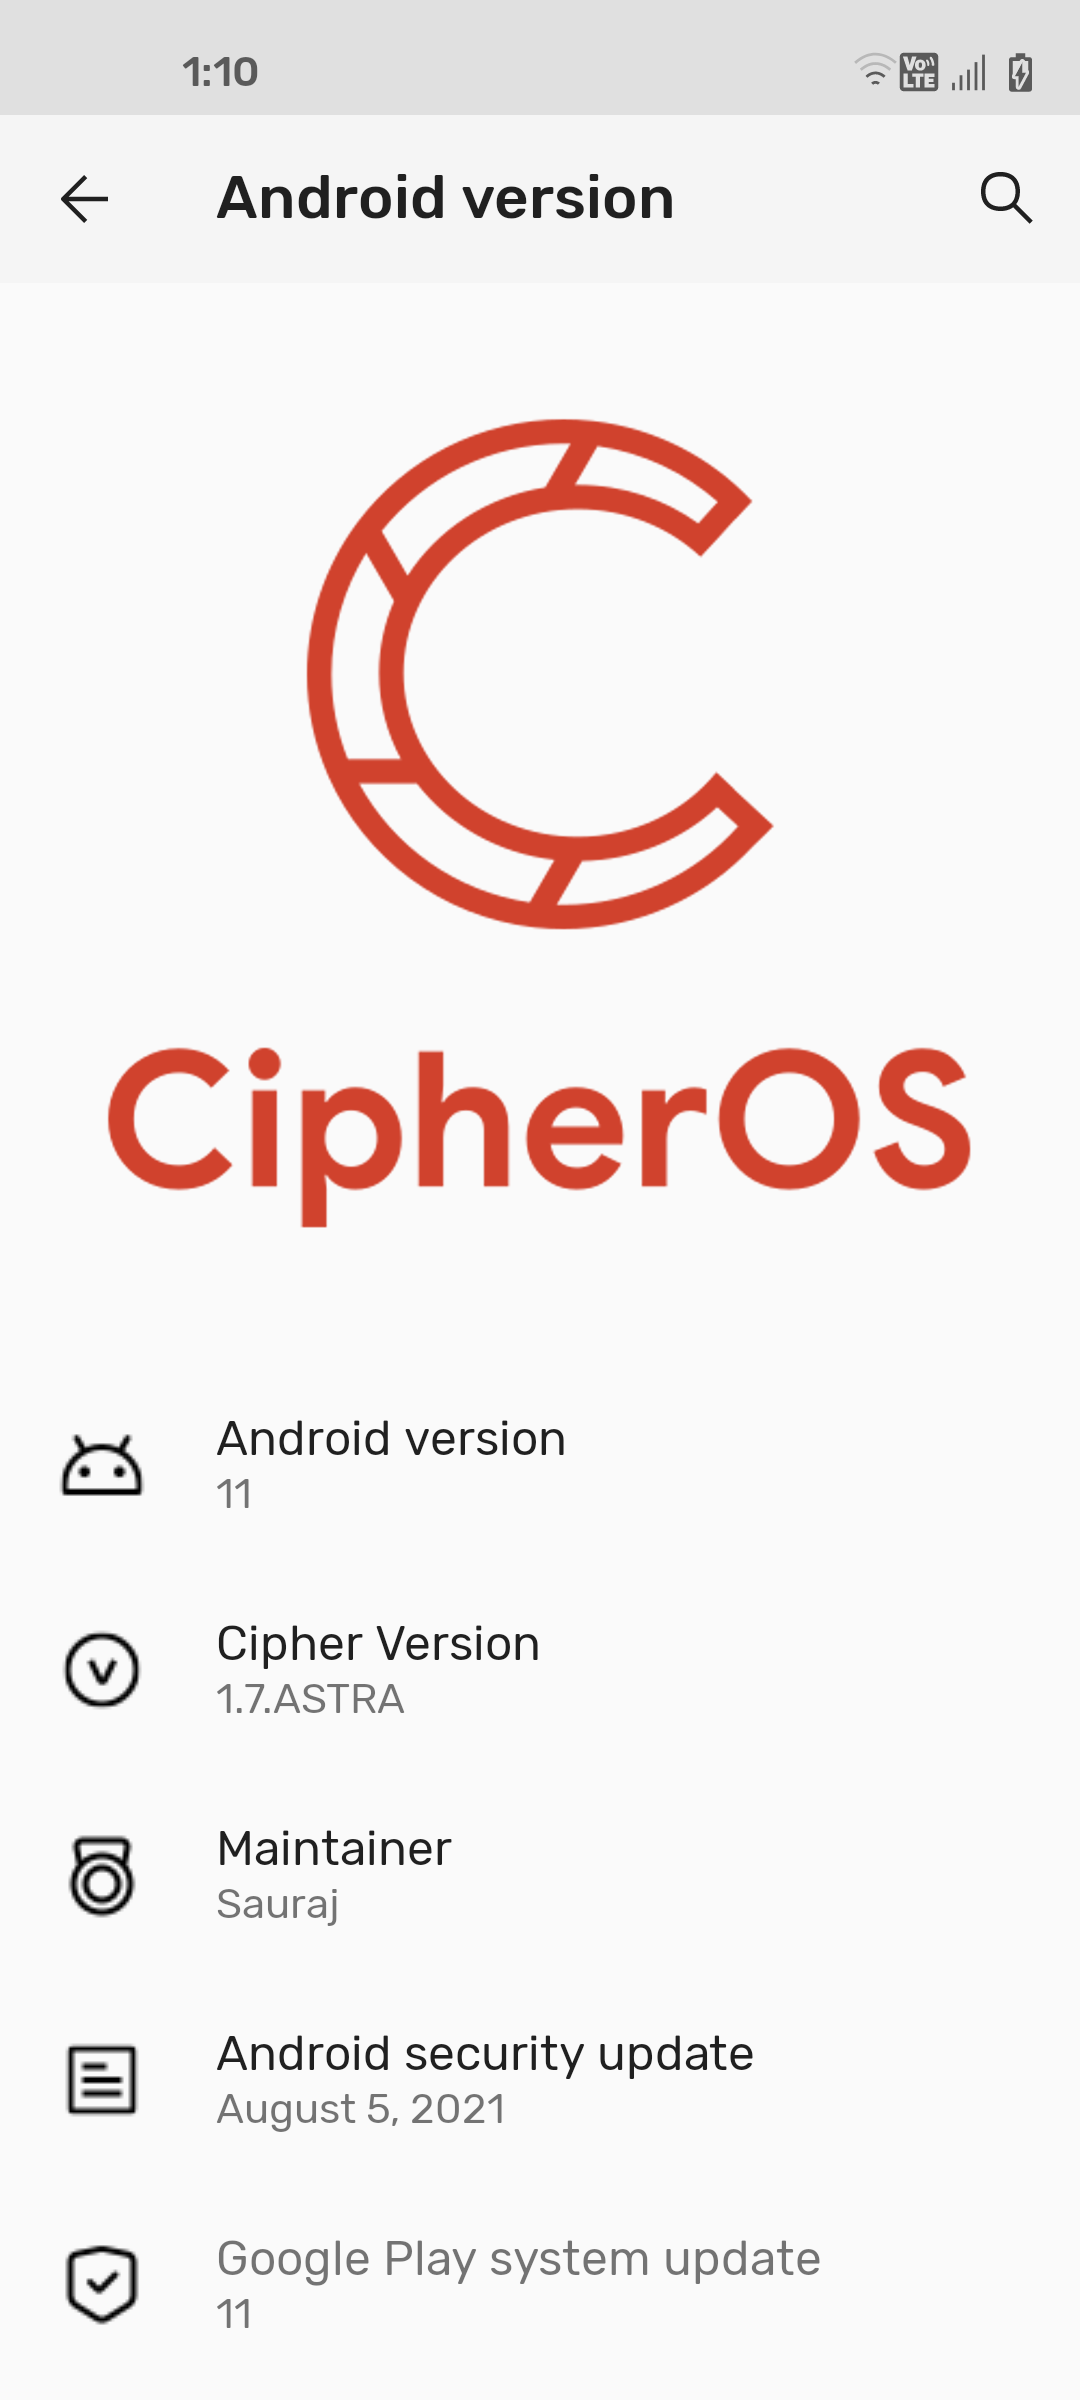 1:10
Vo LTE
Android version
CipherOS
Android version
11
Cipher Version
1.7.ASTRA
Maintainer
Sauraj
Android security update
August 5, 2021
Google Play system update
11